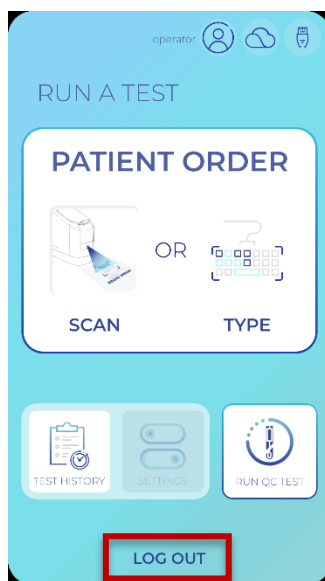 operator
RUN A TEST
PATIENT ORDER
OR
SCAN TYPE
TEST HISTORY SETTINGS RUN QC TEST
LOG OUT